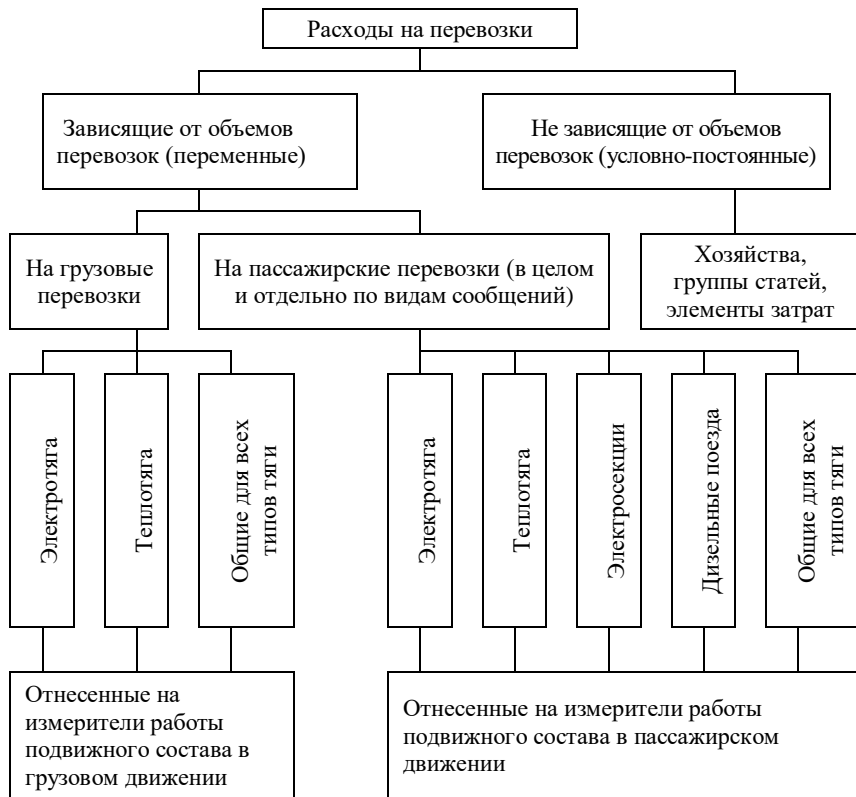 Расходы на перевозки
Зависящие от объемов
перевозок (переменные)
Не зависящие от объемов
перевозок (условно-постоянные)
На грузовые
перевозки
На пассажирские перевозки (в целом
и отдельно по видам сообщений)
Хозяйства,
группы статей,
элементы затрат
Электротяга
Теплотяга
Общие для всех
типов тяги
Электротяга
Теплотяга
Электросекции
Дизельные поезда
Общие для всех
типов тяги
Отнесенные на
измерители работы
подвижного состава в
грузовом движении
Отнесенные на измерители работы
подвижного состава в пассажирском
движении